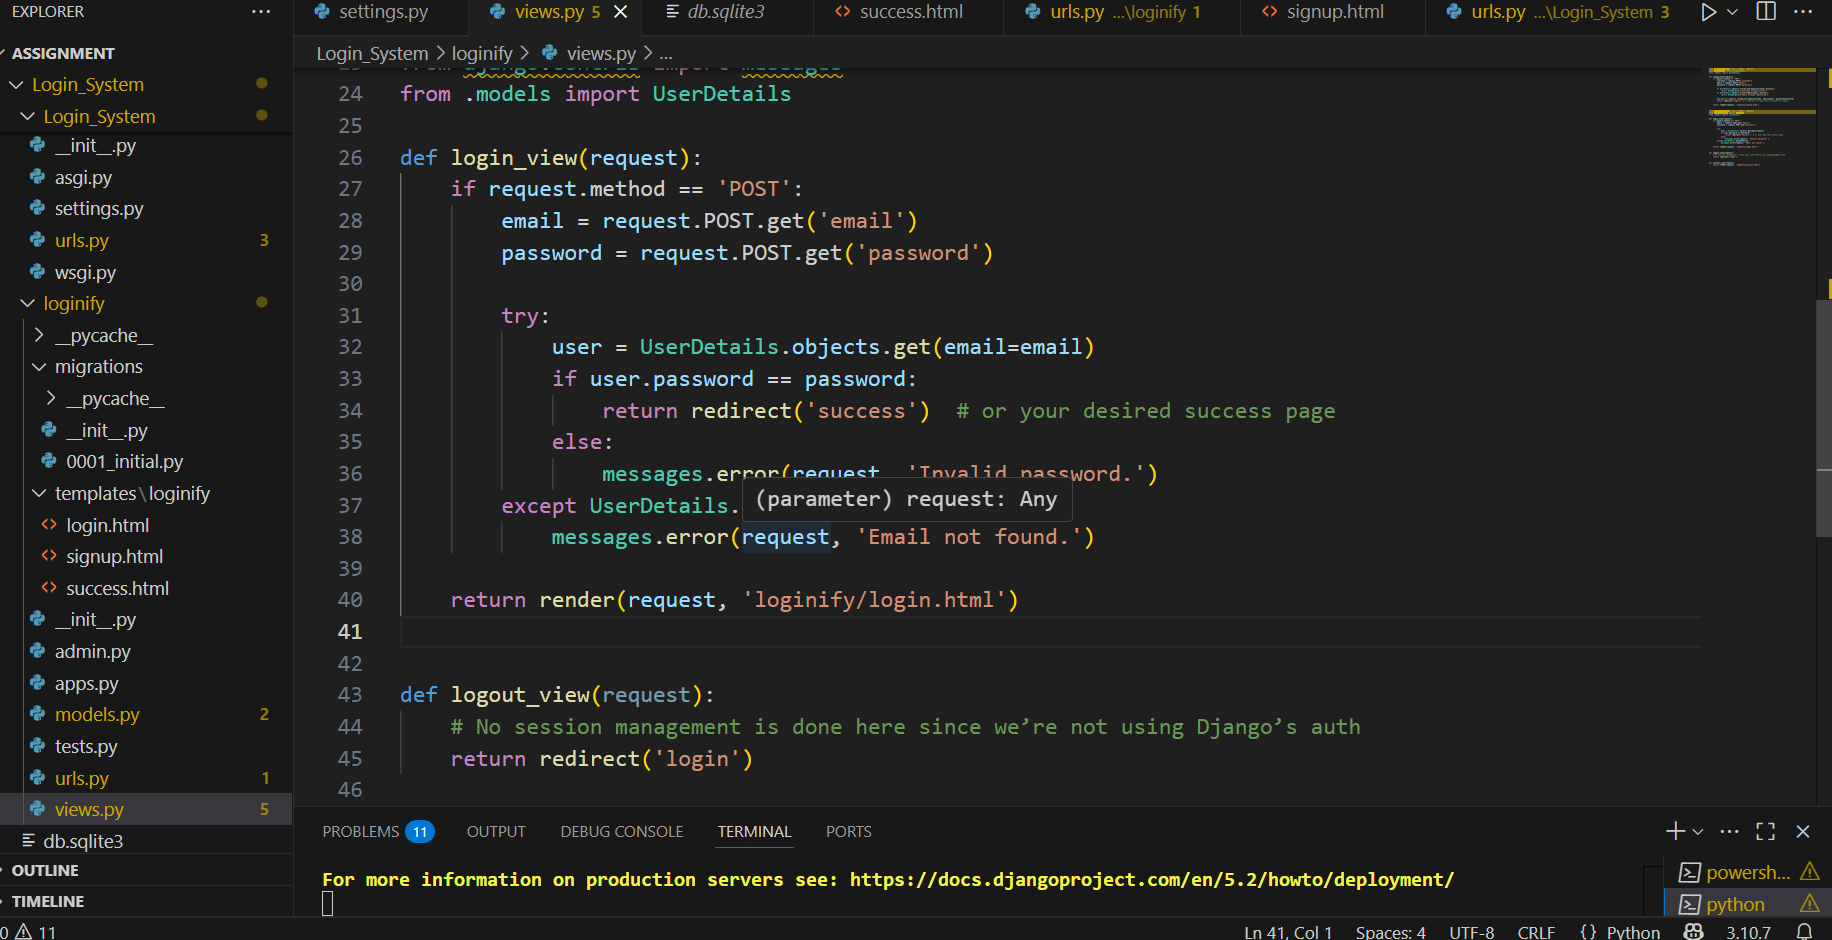 EXPLORER
ASSIGNMENT
Login_System
Login_System
__init__.py
asgi.py
settings.py
urls.py 3
wsgi.py
loginify
__pycache__
migrations
__pycache__
__init__.py
0001_initial.py
templates\loginify
login.html
signup.html
success.html
__init__.py
admin.py
apps.py
models.py 2
tests.py
urls.py 1
views.py 5
db.sqlite3
OUTLINE
TIMELINE
settings.py views.py 5 db.sqlite3 success.html urls.py ...\loginify 1 signup.html urls.py ...\Login_System 3
Login_System > loginify > views.py > ...
24 from .models import UserDetails
25
26 def login_view(request):
27 if request.method == 'POST':
28 email = request.POST.get('email')
29 password = request.POST.get('password')
30
31 try:
32 user = UserDetails.objects.get(email=email)
33 if user.password == password:
34 return redirect('success')  # or your desired success page
35 else:
36 messages.error(request, 'Invalid password.')
37 except UserDetails.
(parameter) request: Any
38 messages.error(request, 'Email not found.')
39
40 return render(request, 'loginify/login.html')
41
42
43 def logout_view(request):
44 # No session management is done here since we’re not using Django’s auth
45 return redirect('login')
46
PROBLEMS 11 OUTPUT DEBUG CONSOLE TERMINAL PORTS
For more information on production servers see: https://docs.djangoproject.com/en/5.2/howto/deployment/
powersh...
python
0 11 Ln 41, Col 1 Spaces: 4 UTF-8 CRLF {} Python 3.10.7